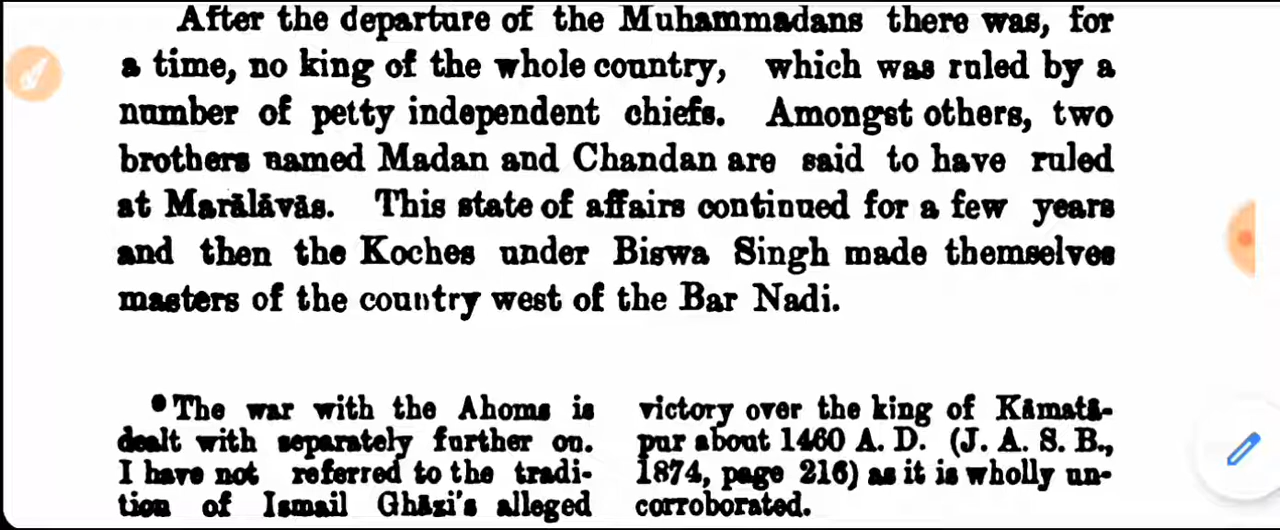 After the departure of the Muhammadans there was, for
a time, no king of the whole country, which was ruled by a
number of petty independent chiefs. Amongst others, two
brothers named Madan and Chandan are said to have ruled
at Marālāvās. This state of affairs continued for a few years
and then the Koches under Biswa Singh made themselves
masters of the country west of the Bar Nadi.
* The war with the Ahoms is
dealt with separately further on.
I have not referred to the tradi-
tion of Ismail Ghāzi's alleged
victory over the king of Kāmatā-
pur about 1460 A. D. (J. A. S. B.,
1874, page 216) as it is wholly un-
corroborated.